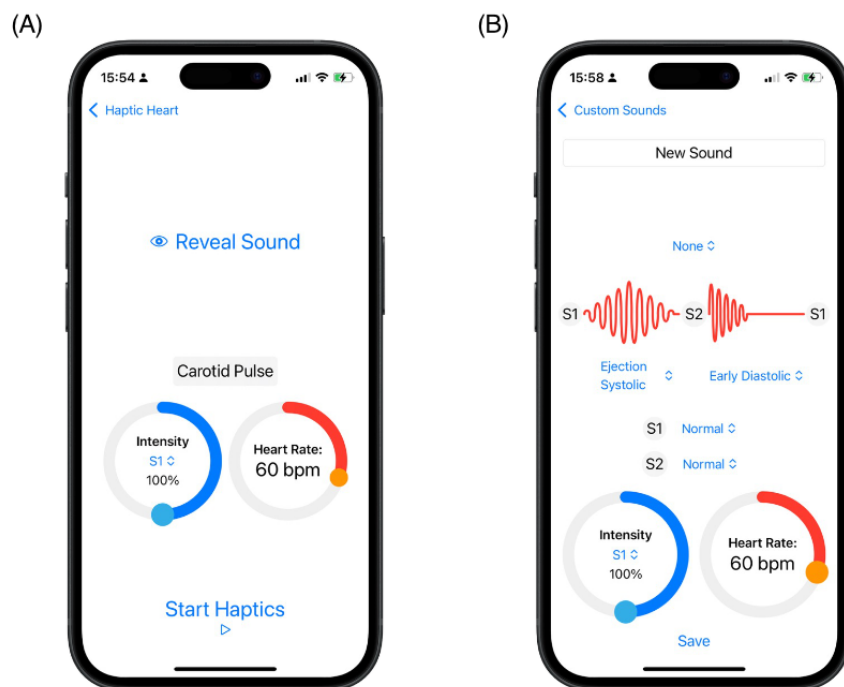 (A)
15:54
Haptic Heart
Reveal Sound
Carotid Pulse
Intensity
S1
100%
Heart Rate:
60 bpm
Start Haptics
(B)
15:58
Custom Sounds
New Sound
None
S1 S2 S1
Ejection
Systolic
Early Diastolic
S1 Normal
S2 Normal
Intensity
S1
100%
Heart Rate:
60 bpm
Save